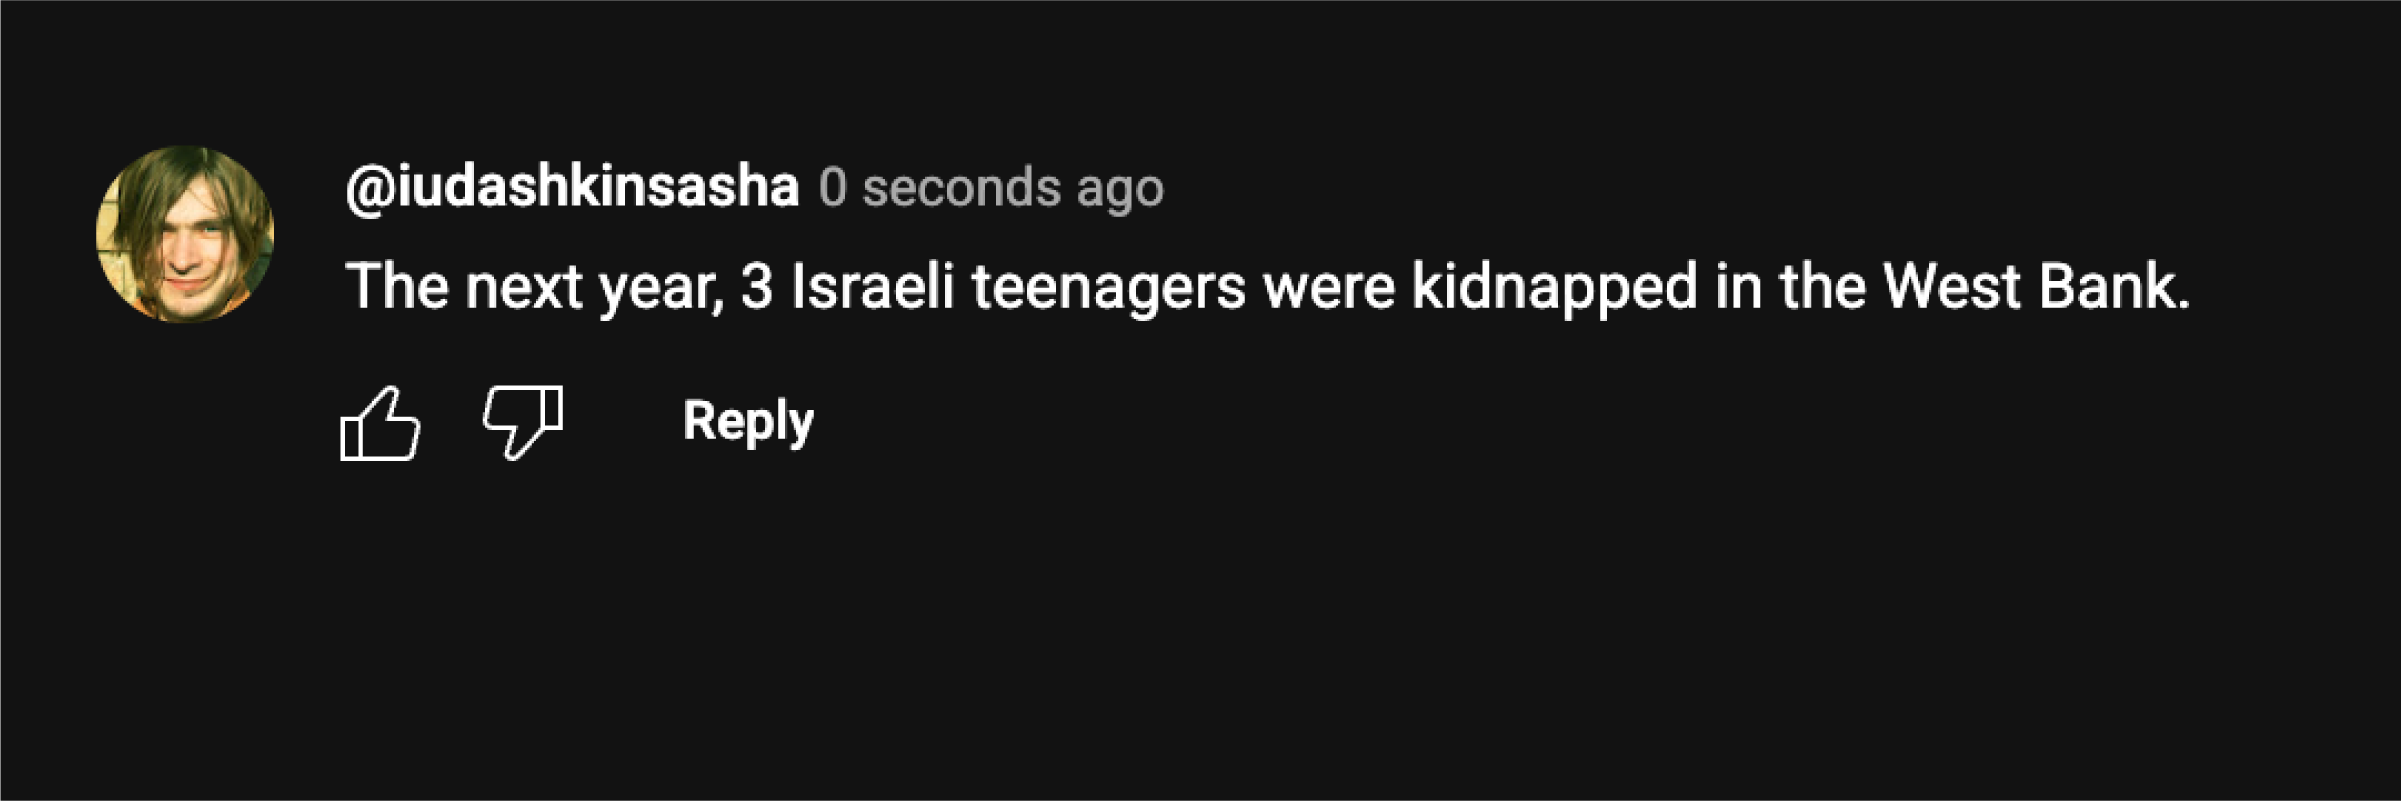 @iudashkinsasha 0 seconds ago
The next year, 3 Israeli teenagers were kidnapped in the West Bank.
Reply